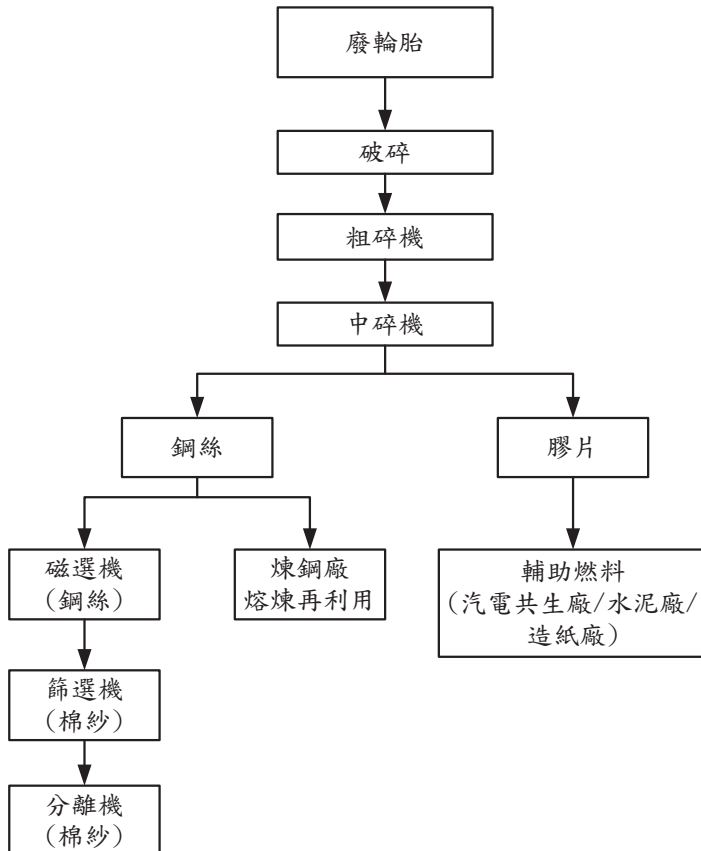 廢輪胎
破碎
粗碎機
中碎機
鋼絲
膠片
磁選機
(鋼絲)
煉鋼廠
熔煉再利用
輔助燃料
(汽電共生廠/水泥廠/
造紙廠)
篩選機
(棉紗)
分離機
(棉紗)